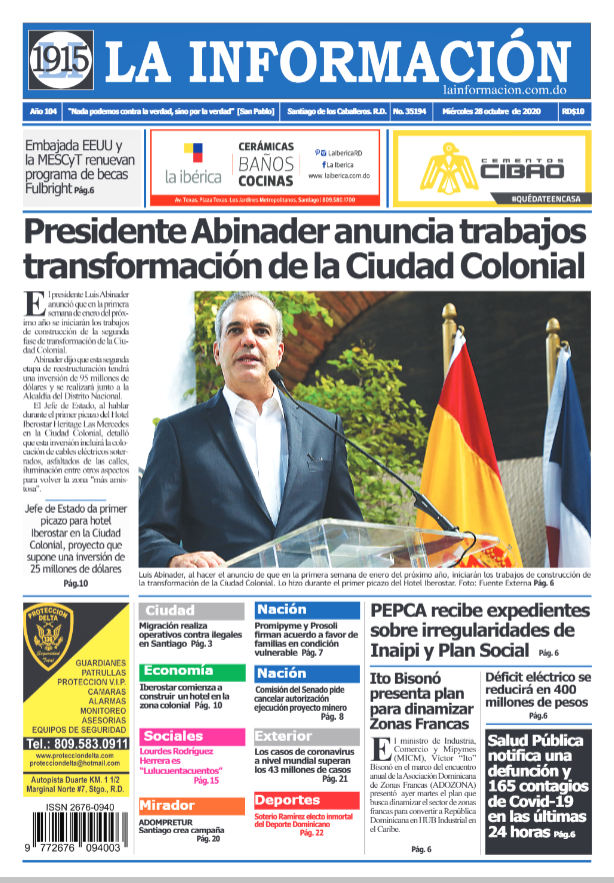 1915
LI
LA INFORMACIÓN
lainformacion.com.do
Año 104
"Nada podemos contra la verdad, sino por la verdad" [San Pablo]
Santiago de los Caballeros. R.D.
No. 35194
Miércoles 28 octubre de 2020
RD$10
Embajada EEUU y
la MESCyT renuevan
programa de becas
Fulbright Pág.6
la ibérica
CERÁMICAS
BAÑOS
COCINAS
LaIbericaRD
La Iberica
www. laiberica.com.do
Av. Texas, Plaza Texas. Los Jardines Metropolitanos, Santiago | 809.580.1700
CEMENTOS
CIBAO
#QUÉDATEENCASA
Presidente Abinader anuncia trabajos
transformación de la Ciudad Colonial
El presidente Luis Abinader
anunció que en la primera
semana de enero del próxi-
mo año se iniciarán los trabajos
de construcción de la segunda
fase de transformación de la Ciu-
dad Colonial.
Abinader dijo que esta segunda
etapa de reestructuración tendrá
una inversión de 95 millones de
dólares y se realizará junto a la
Alcaldía del Distrito Nacional.
El Jefe de Estado, al hablar
durante el primer picazo del Hotel
Iberostar Heritage Las Mercedes
en la Ciudad Colonial, detalló
que esta inversión incluirá la colo-
cación de cables eléctricos soter-
rados, asfaltados de las calles,
iluminación entre otros aspectos
para volver la zona "más amis-
tosa".
Jefe de Estado da primer
picazo para hotel
Iberostar en la Ciudad
Colonial, proyecto que
supone una inversión de
25 millones de dólares
Pág.10
Luis Abinader, al hacer el anuncio de que en la primera semana de enero del próximo año, iniciarán los trabajos de construcción de
la transformación de la Ciudad Colonial. Lo hizo durante el primer picazo del Hotel Iberostar. Foto: Fuente Externa Pág. 6
PROTECCION
DELTA
GUARDIANES
PATRULLAS
PROTECCION V.I.P.
CAMARAS
ALARMAS
MONITOREO
ASESORIAS
EQUIPOS DE SEGURIDAD
Tel.: 809.583.0911
www.protecciondelta.com
protecciondelta@hotmail.com
Autopista Duarte KM. 1 1/2
Marginal Norte #7, Stgo., R.D.
ISSN 2676-0940
9 772676 094003
Ciudad
Migración realiza
operativos contra ilegales
en Santiago Pág. 3
Economía
Iberostar comienza a
construir un hotel en la
zona colonial Pág. 10
Sociales
Lourdes Rodríguez
Herrera es
"Lulucuentacuentos"
Pág. 15
Mirador
ADOMPRETUR
Santiago crea campaña
Pág. 20
Nación
Promipyme y Prosoli
firman acuerdo a favor de
familias en condición
vulnerable Pág. 7
Nación
Comisión del Senado pide
cancelar autorización
ejecución proyecto minero
Pág. 8
Exterior
Los casos de coronavirus
a nivel mundial superan
los 43 millones de casos
Pág. 21
Deportes
Soterio Ramírez electo inmortal
del Deporte Dominicano
Pág. 22
PEPCA recibe expedientes
sobre irregularidades de
Inaipi y Plan Social Pág. 6
Ito Bisonó
presenta plan
para dinamizar
Zonas Francas
El ministro de Industria,
Comercio y Mipymes
(MICM), Víctor "Ito"
Bisonó en el marco del encuentro
anual de la Asociación Dominicana
de Zonas Francas (ADOZONA)
presentó ayer martes el plan que
busca dinamizar el sector de zonas
francas para convertir a República
Dominicana en HUB Industrial en
el Caribe.
Pág. 6
Déficit eléctrico se
reducirá en 400
millones de pesos
Pág.6
Salud Pública
notifica una
defunción y
165 contagios
de Covid-19
en las últimas
24 horas Pág.6